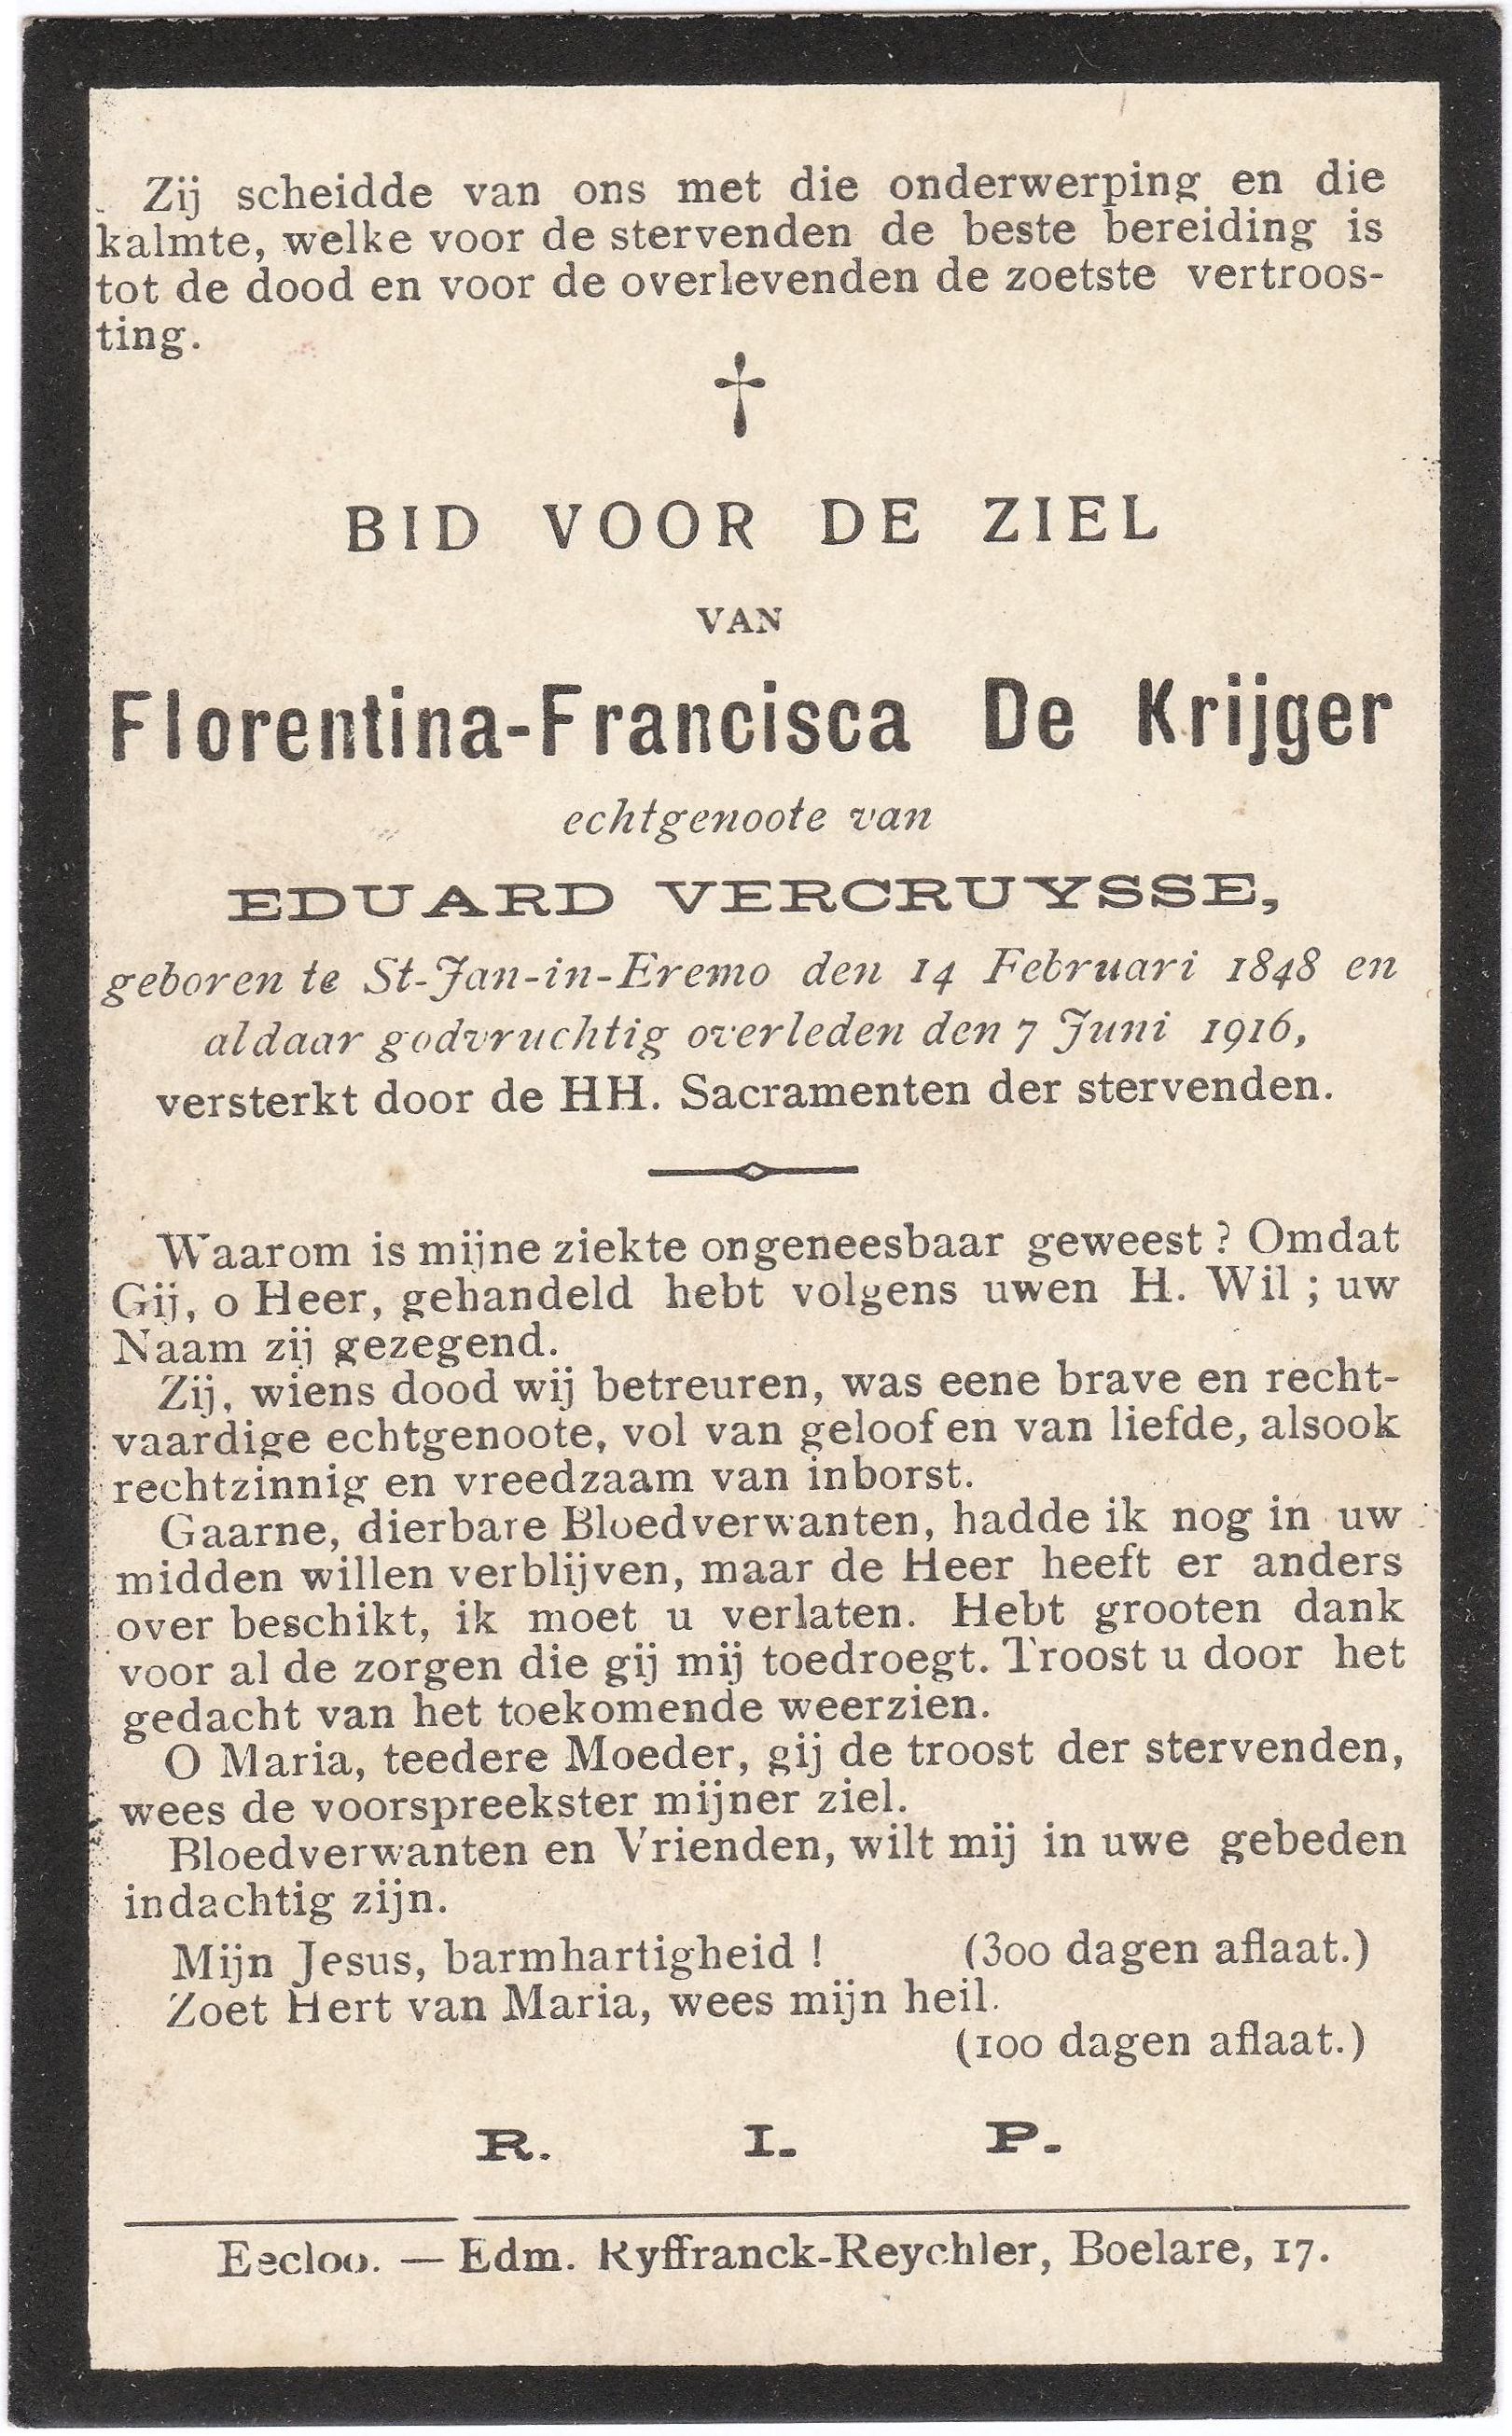 Zij scheidde van ons met die onderwerping en die
kalmte, welke voor de stervenden de beste bereiding is
tot de dood en voor de overlevenden de zoetste vertroos-
ting.
BID VOOR DE ZIEL
VAN
Florentina-Francisca De Krijger
echtgenoote van
EDUARD VERCRUYSSE,
geboren te St-Jan-in-Eremo den 14 Februari 1848 en
aldaar godvruchtig overleden den 7 Juni 1916,
versterkt door de HH. Sacramenten der stervenden.
Waarom is mijne ziekte ongeneesbaar geweest ? Omdat
Gij, o Heer, gehandeld hebt volgens uwen H. Wil ; uw
Naam zij gezegend.
Zij, wiens dood wij betreuren, was eene brave en recht-
vaardige echtgenoote, vol van geloof en van liefde, alsook
rechtzinnig en vreedzaam van inborst.
Gaarne, dierbare Bloedverwanten, hadde ik nog in uw
midden willen verblijven, maar de Heer heeft er anders
over beschikt, ik moet u verlaten. Hebt grooten dank
voor al de zorgen die gij mij toedroegt. Troost u door het
gedacht van het toekomende weerzien.
O Maria, teedere Moeder, gij de troost der stervenden,
wees de voorspreekster mijner ziel.
Bloedverwanten en Vrienden, wilt mij in uwe gebeden
indachtig zijn.
Mijn Jesus, barmhartigheid ! (300 dagen aflaat.)
Zoet Hert van Maria, wees mijn heil.
(100 dagen aflaat.)
R. I. P.
Eecloo. — Edm. Ryffranck-Reychler, Boelare, 17.